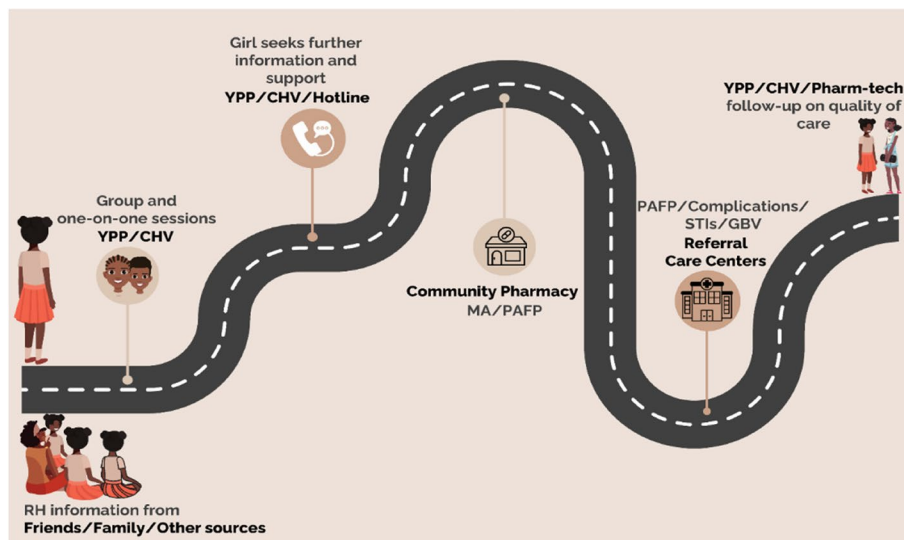 Girl seeks further
information and
support
YPP/CHV/Hotline
YPP/CHV/Pharm-tech
follow-up on quality of
care
Group and
one-on-one sessions
YPP/CHV
PAFP/Complications/
STIs/GBV
Referral
Care Centers
Community Pharmacy
MA/PAFP
RH information from
Friends/Family/Other sources